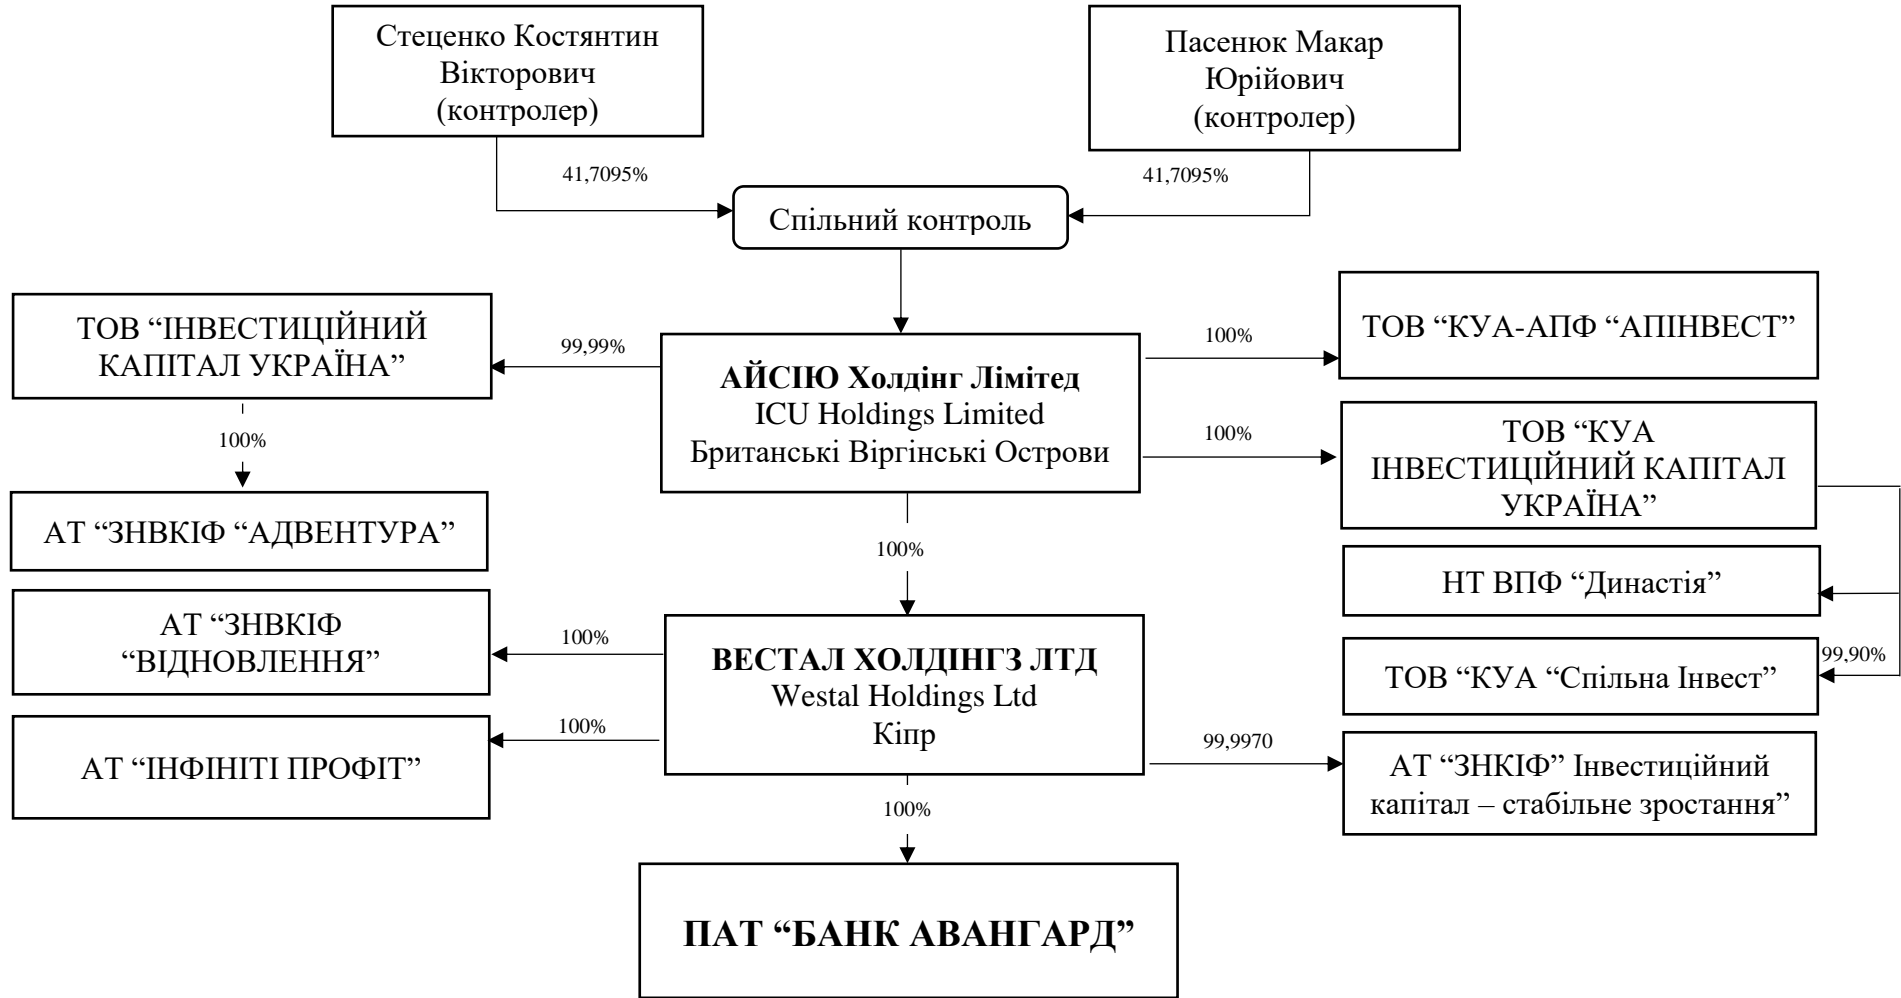 Стеценко Костянтин
Вікторович
(контролер)
Пасенюк Макар
Юрійович
(контролер)
41,7095%
41,7095%
Спільний контроль
ТОВ “ІНВЕСТИЦІЙНИЙ
КАПІТАЛ УКРАЇНА”
99,99%
АЙСІЮ Холдінг Лімітед
ICU Holdings Limited
Британські Віргінські Острови
100%
ТОВ “КУА-АПФ “АПІНВЕСТ”
100%
ТОВ “КУА
ІНВЕСТИЦІЙНИЙ КАПІТАЛ
УКРАЇНА”
100%
АТ “ЗНВКІФ “АДВЕНТУРА”
100%
НТ ВПФ “Династія”
АТ “ЗНВКІФ
“ВІДНОВЛЕННЯ”
100%
ВЕСТАЛ ХОЛДІНГЗ ЛТД
Westal Holdings Ltd
Кіпр
ТОВ “КУА “Спільна Інвест”
99,90%
АТ “ІНФІНІТІ ПРОФІТ”
100%
99,9970
АТ “ЗНКІФ” Інвестиційний
капітал – стабільне зростання”
100%
ПАТ “БАНК АВАНГАРД”